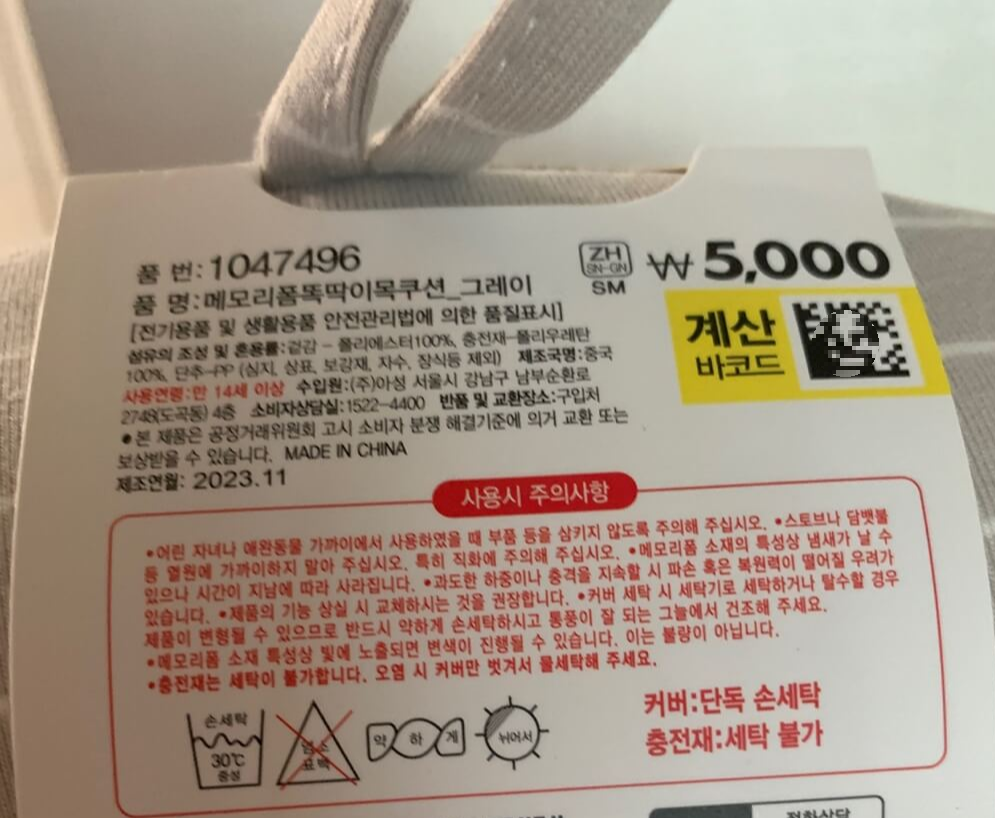 품 번:1047496
ZH
SN-GN
SM
₩5,000
품 명:메모리폼똑딱이목쿠션_그레이
계산
바코드
[전기용품 및 생활용품 안전관리법에 의한 품질표시]
섬유의 조성 및 혼용률:겉감 - 폴리에스터100%, 충전재-폴리우레탄
100%, 단추-PP (심지, 상표, 보강재, 자수, 장식등 제외) 제조국명:중국
사용연령:만 14세 이상 수입원:(주)아성 서울시 강남구 남부순환로
2748(도곡동) 4층 소비자상담실:1522-4400 반품 및 교환장소:구입처
•본 제품은 공정거래위원회 고시 소비자 분쟁 해결기준에 의거 교환 또는
보상받을 수 있습니다. MADE IN CHINA
제조연월: 2023.11
사용시 주의사항
•어린 자녀나 애완동물 가까이에서 사용하였을 때 부품 등을 삼키지 않도록 주의해 주십시오. •스토브나 담뱃불
등 열원에 가까이하지 말아 주십시오. 특히 직화에 주의해 주십시오. •메모리폼 소재의 특성상 냄새가 날 수
있으나 시간이 지남에 따라 사라집니다. •과도한 하중이나 충격을 지속할 시 파손 혹은 복원력이 떨어질 우려가
있습니다. •제품의 기능 상실 시 교체하시는 것을 권장합니다. •커버 세탁 시 세탁기로 세탁하거나 탈수할 경우
제품이 변형될 수 있으므로 반드시 약하게 손세탁하시고 통풍이 잘 되는 그늘에서 건조해 주세요.
•메모리폼 소재 특성상 빛에 노출되면 변색이 진행될 수 있습니다. 이는 불량이 아닙니다.
•충전재는 세탁이 불가합니다. 오염 시 커버만 벗겨서 물세탁해 주세요.
손세탁
30℃
중성
염소
표백
약하게
뉘어서
커버:단독 손세탁
충전재:세탁 불가
전화상담